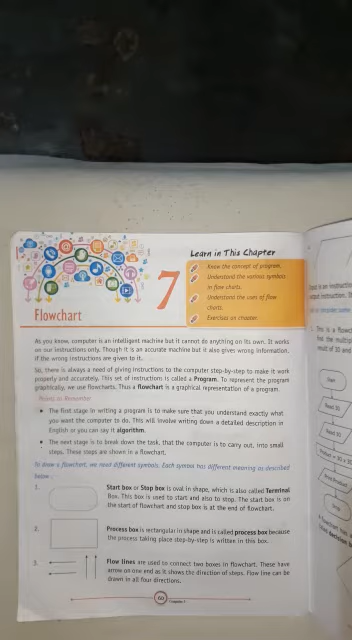 Learn in This Chapter
Know the concept of program.
Understand the various symbols
in flow charts.
Understand the uses of flow
charts.
Exercises on chapter.
7
Flowchart
As you know, computer is an intelligent machine but it cannot do anything on its own. It works
on our instructions only. Though it is an accurate machine but it also gives wrong information,
if the wrong instructions are given to it.
So, there is always a need of giving instructions to the computer step-by-step to make it work
properly and accurately. This set of instructions is called a Program. To represent the program
graphically, we use flowcharts. Thus a flowchart is a graphical representation of a program.
Points to Remember
• The first stage in writing a program is to make sure that you understand exactly what
you want the computer to do. This will involve writing down a detailed description in
English or you can say it algorithm.
• The next stage is to break down the task, that the computer is to carry out, into small
steps. These steps are shown in a flowchart.
To draw a flowchart, we need different symbols. Each symbol has different meaning as described
below :
1. Start box or Stop box is oval in shape, which is also called Terminal
Box. This box is used to start and also to stop. The start box is on
the start of flowchart and stop box is at the end of flowchart.
2. Process box is rectangular in shape and is called process box because
the process taking place step-by-step is written in this box.
3. Flow lines are used to connect two boxes in flowchart. These have
arrow on one end as it shows the direction of steps. Flow line can be
drawn in all four directions.
60
1. This is a flow
result of 30 and
Start
Read 30
Stop